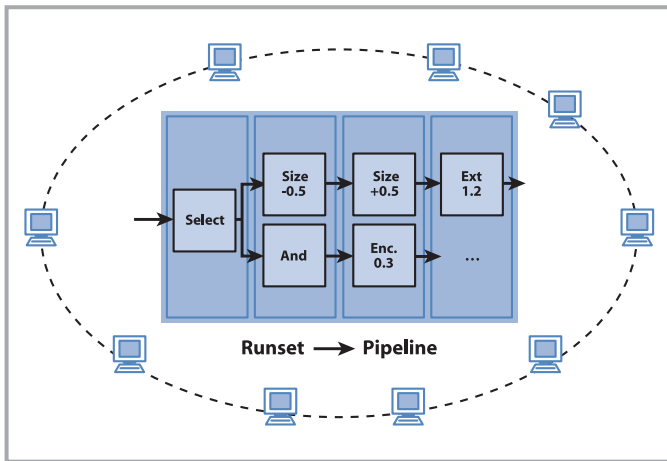 Select
Size
-0.5
Size
+0.5
Ext
1.2
And
Enc.
0.3
...
Runset → Pipeline